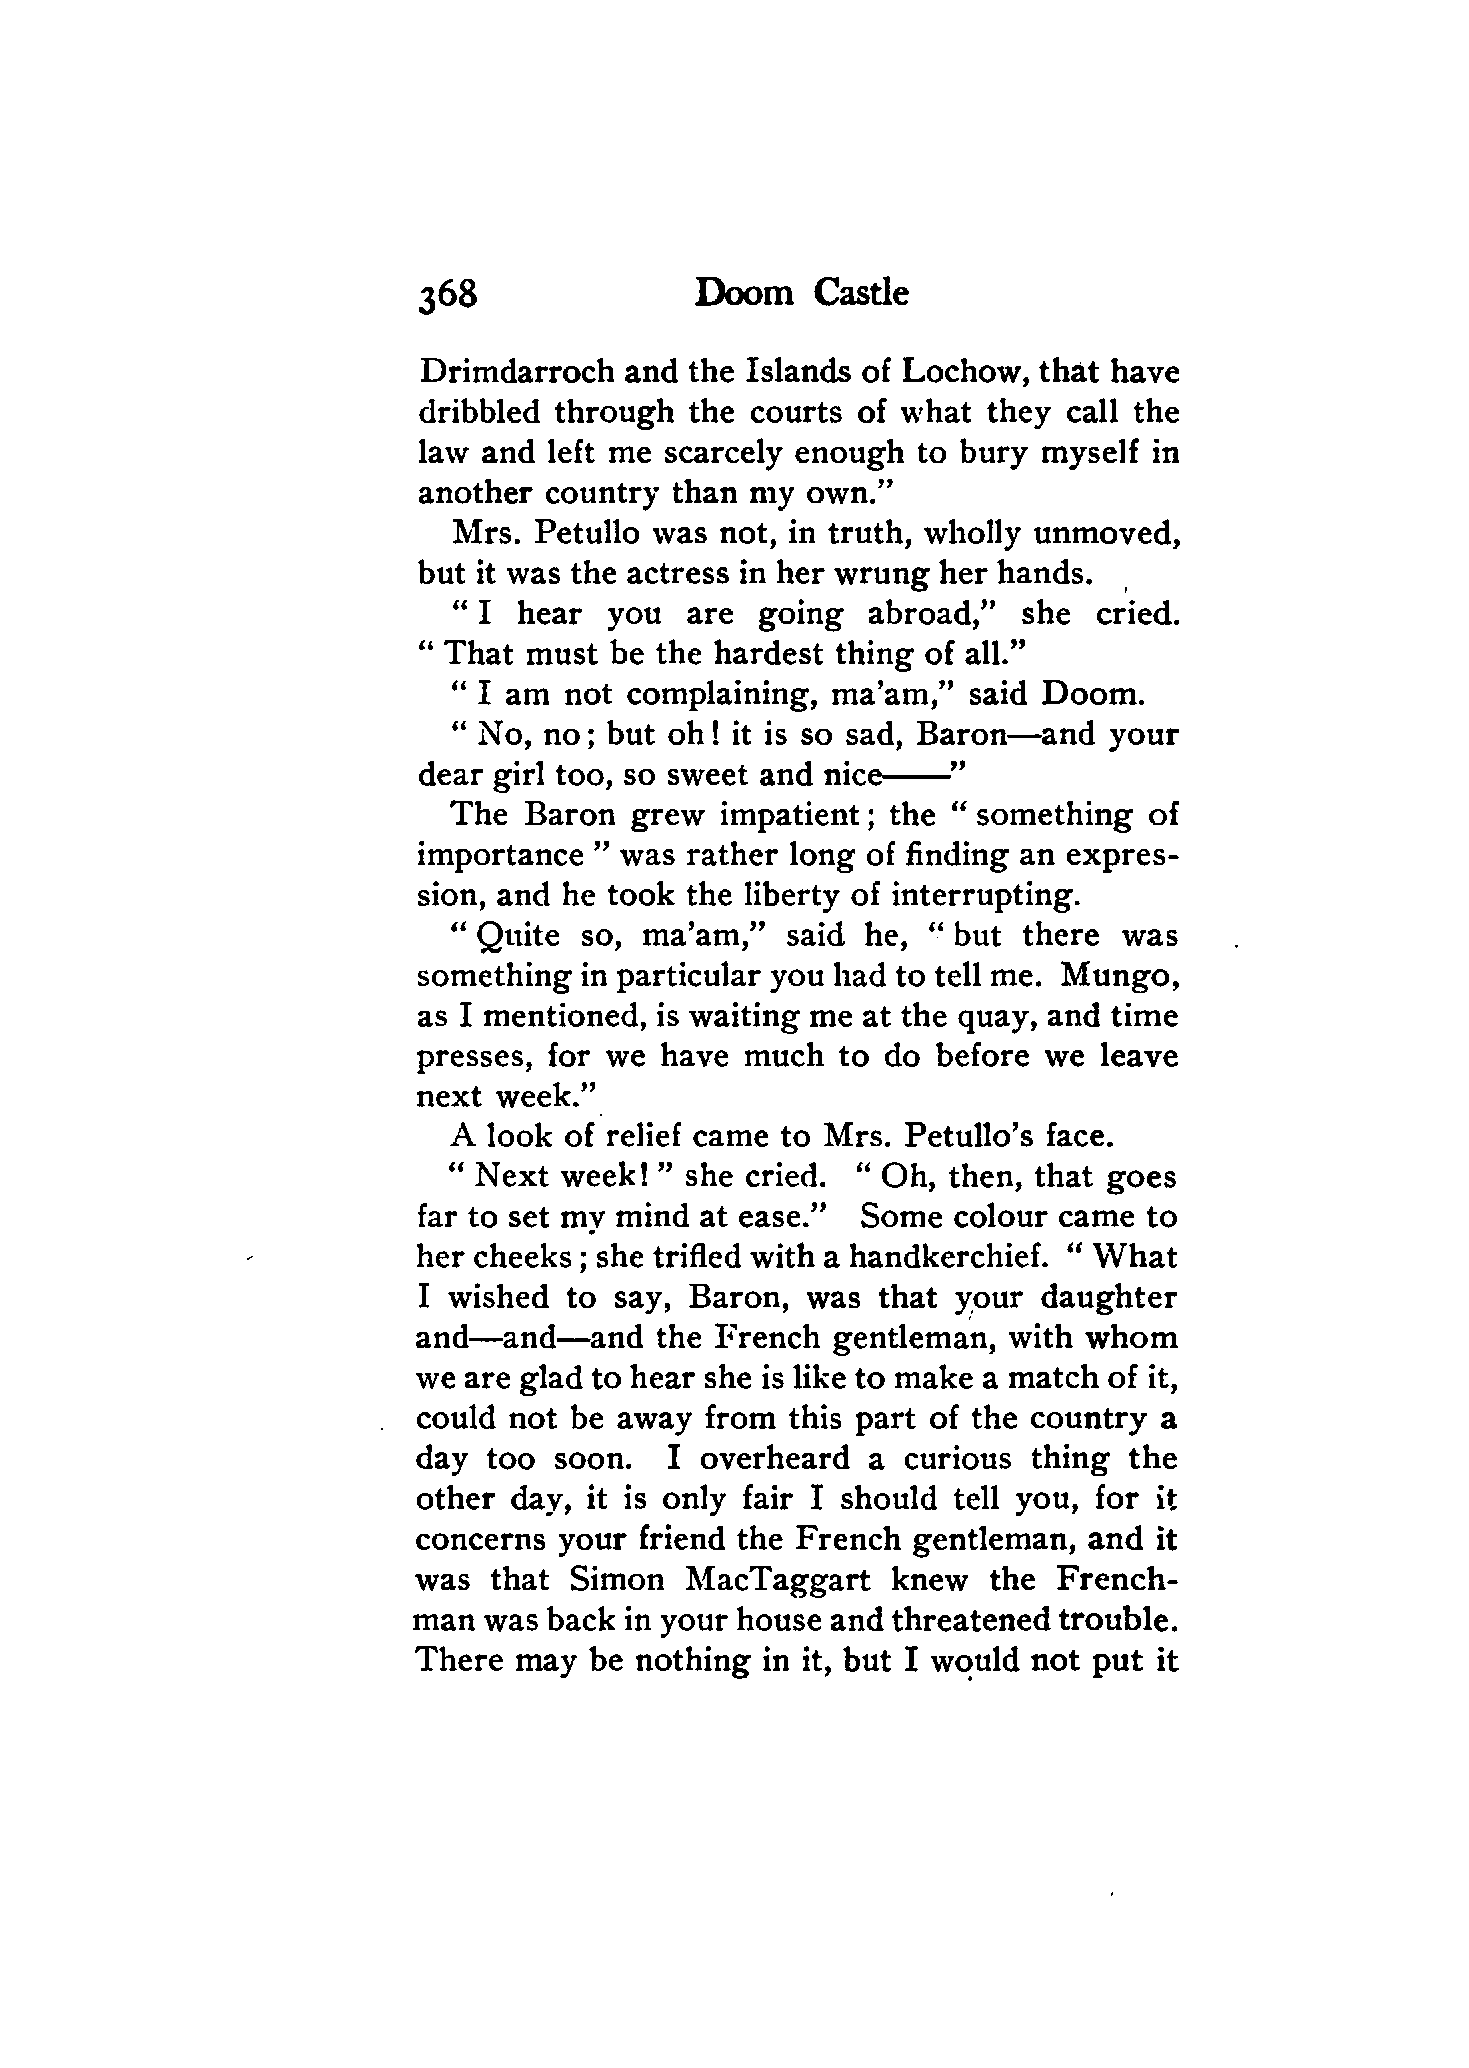 368 Doom Castle
Drimdarroch and the Islands of Lochow, that have
dribbled through the courts of what they call the
law and left me scarcely enough to bury myself in
another country than my own."
Mrs. Petullo was not, in truth, wholly unmoved,
but it was the actress in her wrung her hands.
"I hear you are going abroad," she cried.
"That must be the hardest thing of all."
"I am not complaining, ma'am," said Doom.
"No, no; but oh! it is so sad, Baron—and your
dear girl too, so sweet and nice——"
The Baron grew impatient; the "something of
importance" was rather long of finding an expres-
sion, and he took the liberty of interrupting.
"Quite so, ma'am," said he, "but there was
something in particular you had to tell me. Mungo,
as I mentioned, is waiting me at the quay, and time
presses, for we have much to do before we leave
next week."
A look of relief came to Mrs. Petullo's face.
"Next week!" she cried. "Oh, then, that goes
far to set my mind at ease." Some colour came to
her cheeks; she trifled with a handkerchief. "What
I wished to say, Baron, was that your daughter
and—and—and the French gentleman, with whom
we are glad to hear she is like to make a match of it,
could not be away from this part of the country a
day too soon. I overheard a curious thing the
other day, it is only fair I should tell you, for it
concerns your friend the French gentleman, and it
was that Simon MacTaggart knew the French-
man was back in your house and threatened trouble.
There may be nothing in it, but I would not put it